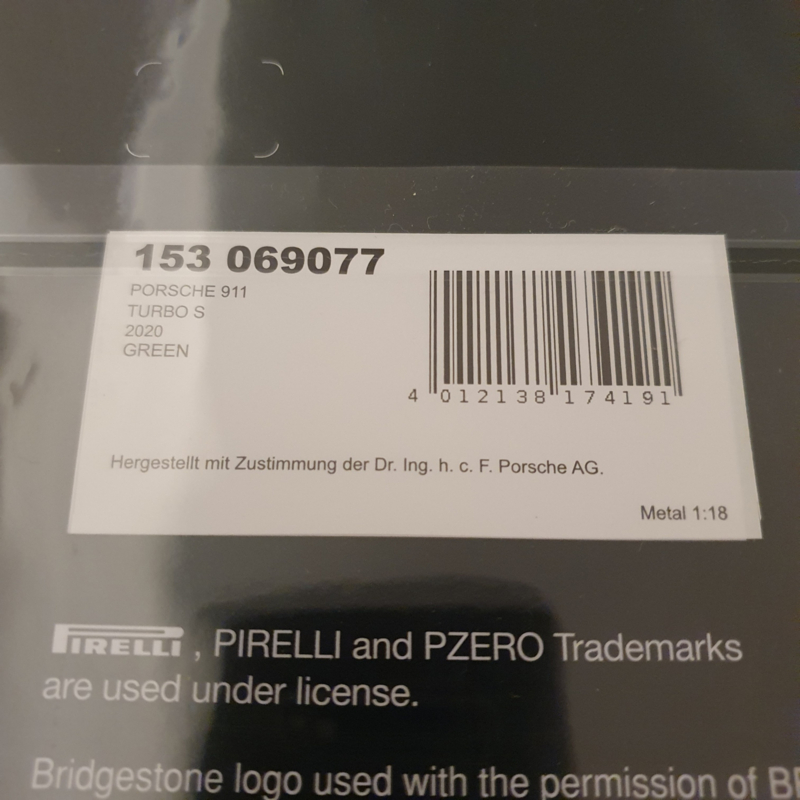 153 069077
PORSCHE 911
TURBO S
2020
GREEN
4 012138 174191
Hergestellt mit Zustimmung der Dr. Ing. h. c. F. Porsche AG.
Metal 1:18
PIRELLI , PIRELLI and PZERO Trademarks
are used under license.
Bridgestone logo used with the permission of